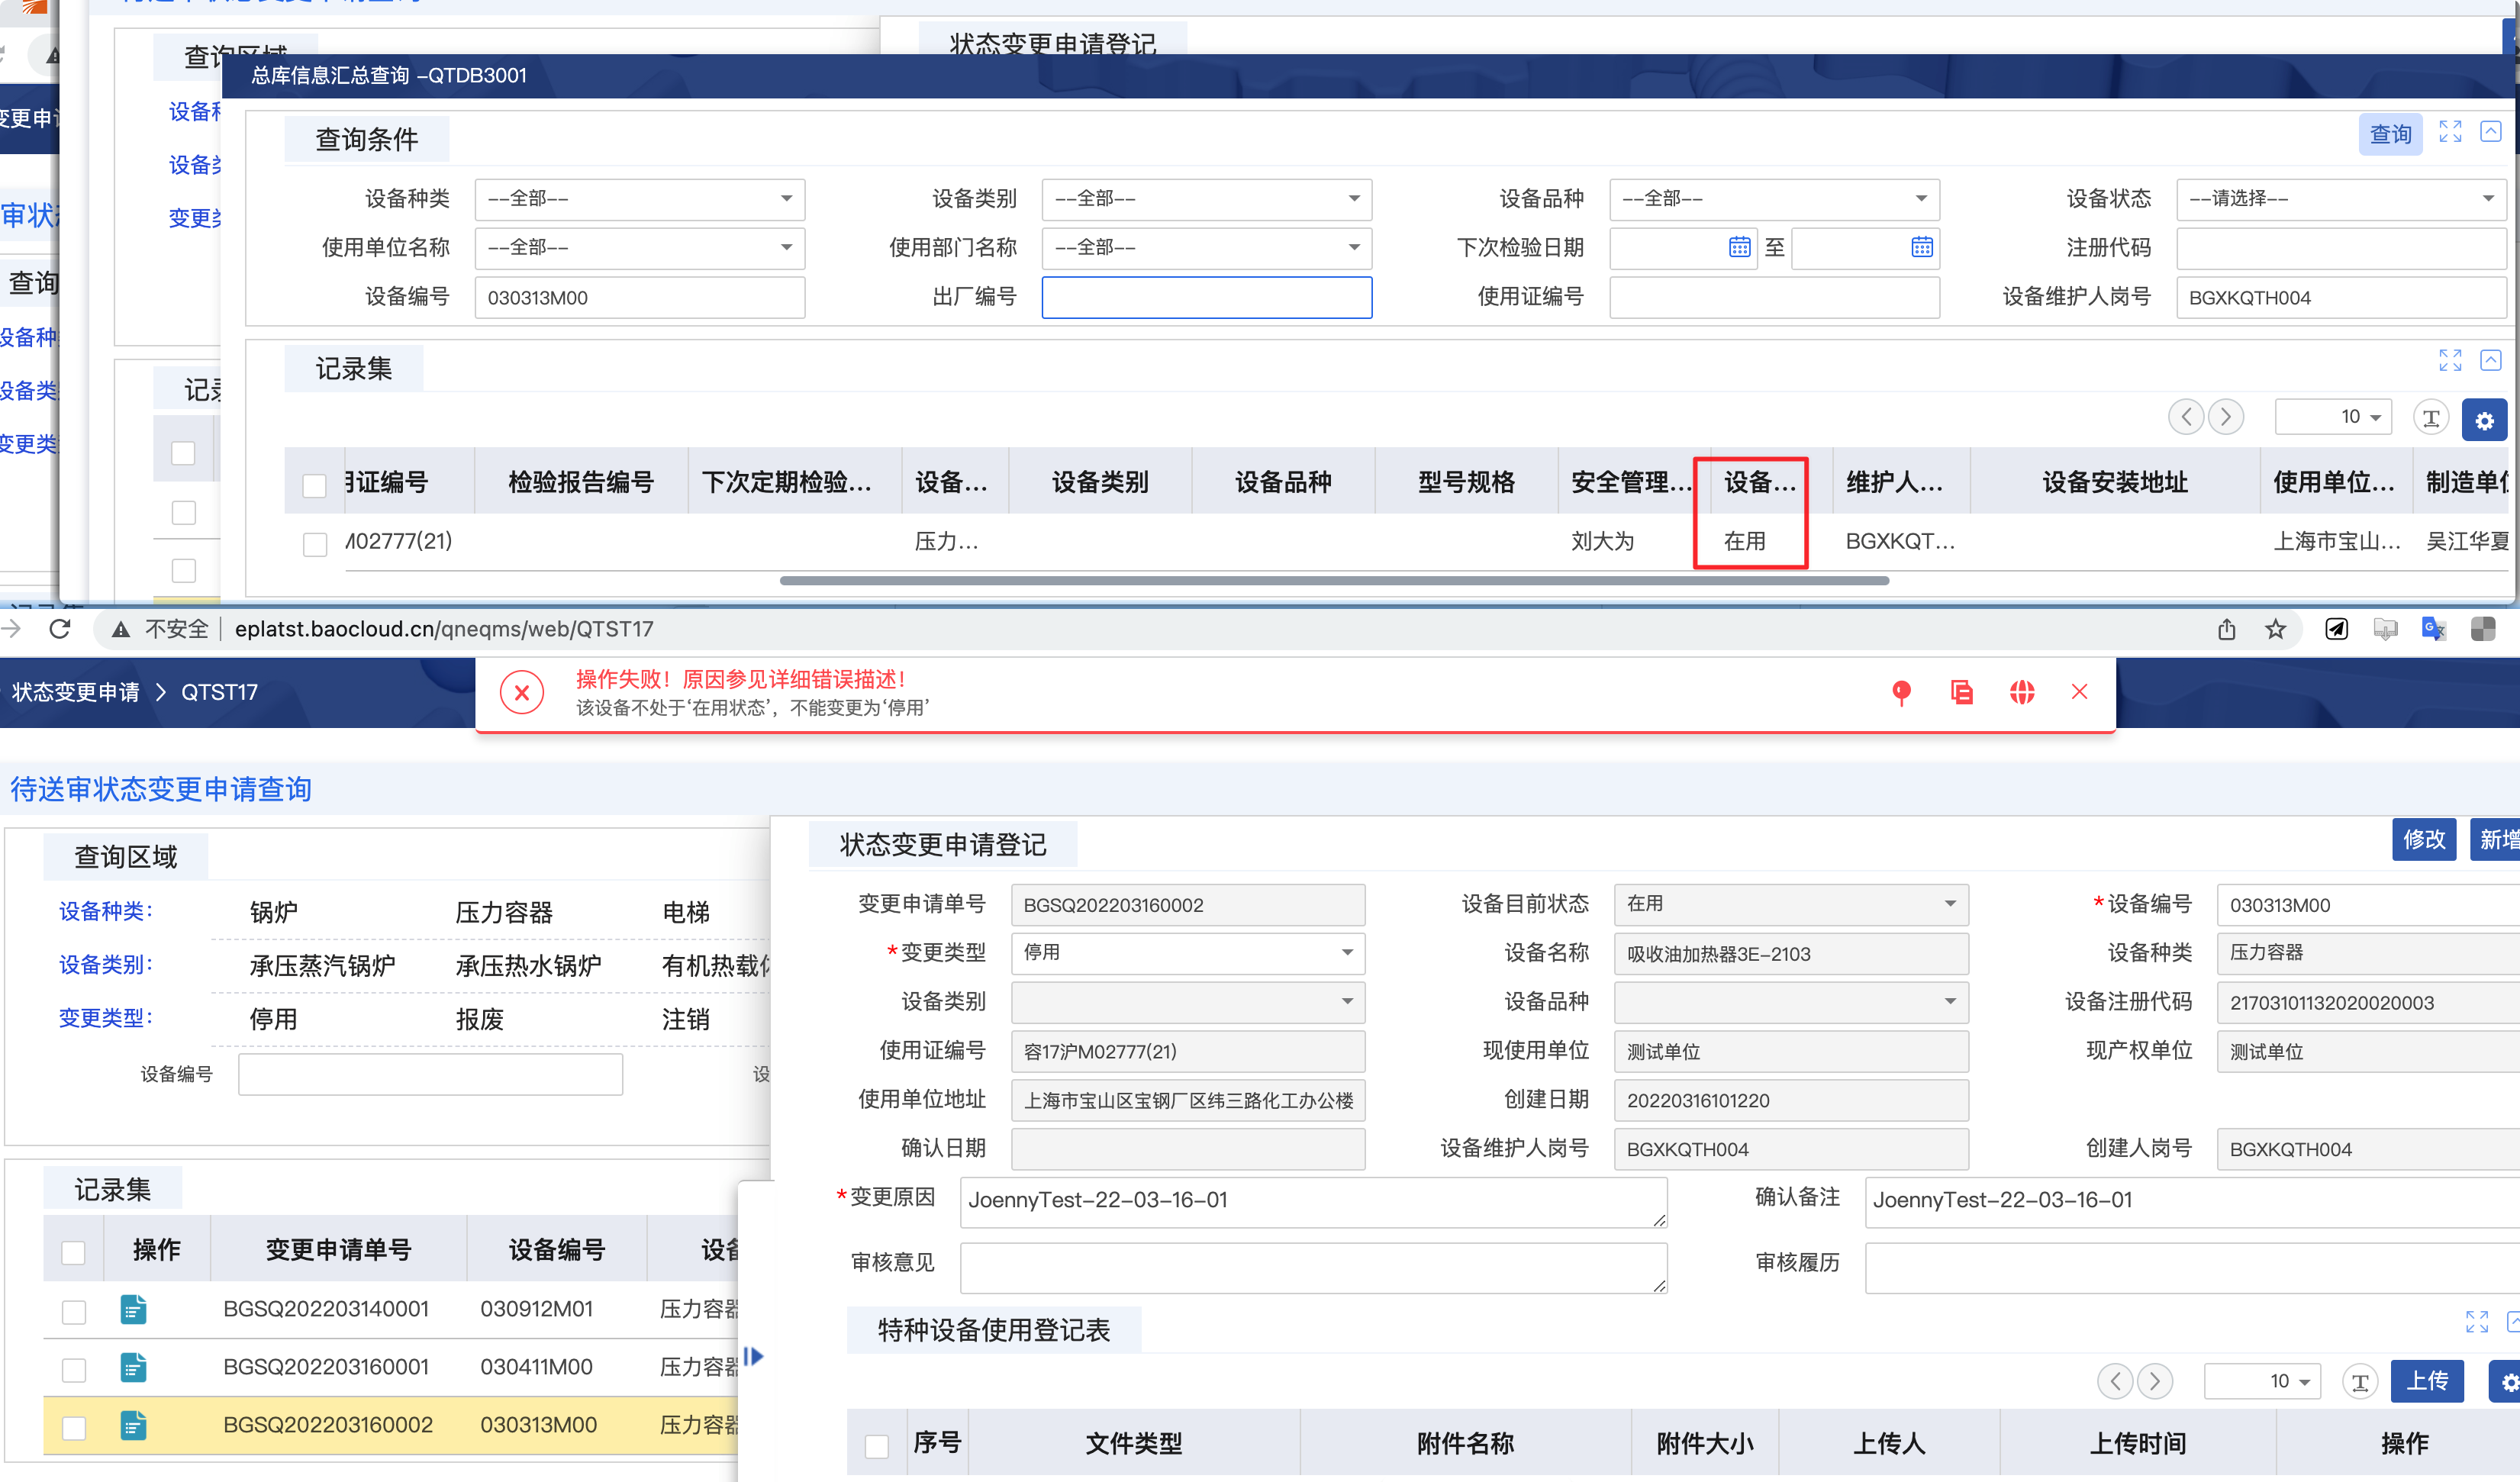 状态变更申请登记
查询区域
总库信息汇总查询 -QTDB3001
变更申
设备
查询条件
查询
设备种类 --全部--
设备类别 --全部--
设备品种 --全部--
设备状态 --请选择--
设备
审状
变更
使用单位名称 --全部--
使用部门名称 --全部--
下次检验日期 至
注册代码
查询
设备编号 030313M00
出厂编号
使用证编号
设备维护人岗号 BGXKQTH004
设备种
记录集
设备类
记
10
变更类
证编号 检验报告编号 下次定期检验... 设备... 设备类别 设备品种 型号规格 安全管理... 设备... 维护人... 设备安装地址 使用单位... 制造单
M02777(21) 压力... 刘大为 在用 BGXKQT... 上海市宝山... 吴江华夏
不安全 eplatst.baocloud.cn/qneqms/web/QTST17
状态变更申请 > QTST17
操作失败！原因参见详细错误描述！
该设备不处于‘在用状态’，不能变更为‘停用’
待送审状态变更申请查询
查询区域
设备种类: 锅炉 压力容器 电梯
设备类别: 承压蒸汽锅炉 承压热水锅炉 有机热载
变更类型: 停用 报废 注销
设备编号 设
记录集
操作 变更申请单号 设备编号 设
BGSQ202203140001 030912M01 压力容器
BGSQ202203160001 030411M00 压力容器
BGSQ202203160002 030313M00 压力容器
状态变更申请登记
修改 新增
变更申请单号 BGSQ202203160002
设备目前状态 在用
*设备编号 030313M00
*变更类型 停用
设备名称 吸收油加热器3E-2103
设备种类 压力容器
设备类别
设备品种
设备注册代码 21703101132020020003
使用证编号 容17沪M02777(21)
现使用单位 测试单位
现产权单位 测试单位
使用单位地址 上海市宝山区宝钢厂区纬三路化工办公楼
创建日期 20220316101220
确认日期
设备维护人岗号 BGXKQTH004
创建人岗号 BGXKQTH004
*变更原因 JoennyTest-22-03-16-01
确认备注 JoennyTest-22-03-16-01
审核意见
审核履历
特种设备使用登记表
10 上传
序号 文件类型 附件名称 附件大小 上传人 上传时间 操作